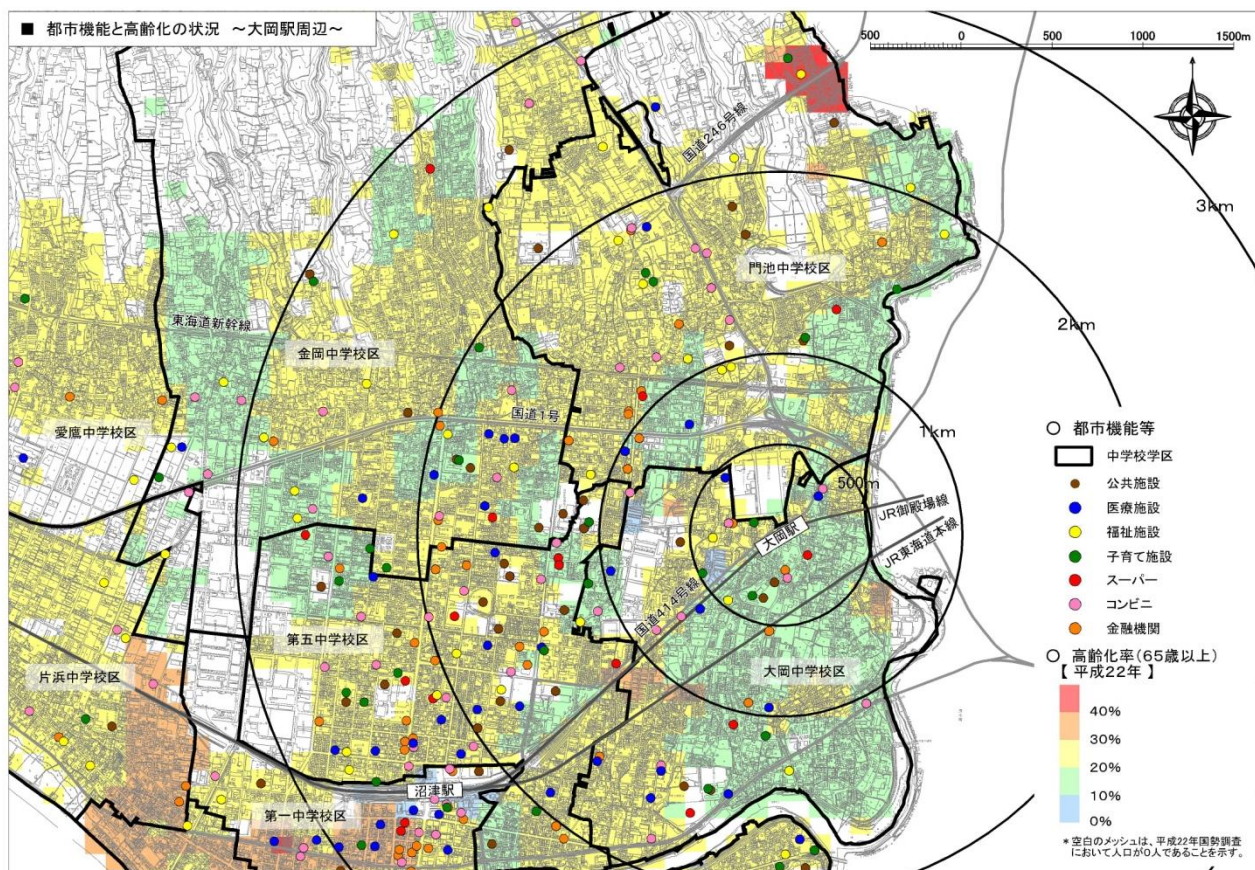 ■ 都市機能と高齢化の状況 ～大岡駅周辺～
500 0 500 1000 1500m
国道246号線
3km
門池中学校区
東海道新幹線
2km
金岡中学校区
国道1号
愛鷹中学校区
1km
500m
JR御殿場線
大岡駅
JR東海道本線
国道414号線
第五中学校区
大岡中学校区
片浜中学校区
沼津駅
第一中学校区
○ 都市機能等
中学校学区
公共施設
医療施設
福祉施設
子育て施設
スーパー
コンビニ
金融機関
○ 高齢化率(65歳以上)
【 平成22年 】
40%
30%
20%
10%
0%
* 空白のメッシュは、平成22年国勢調査
において人口が0人であることを示す。